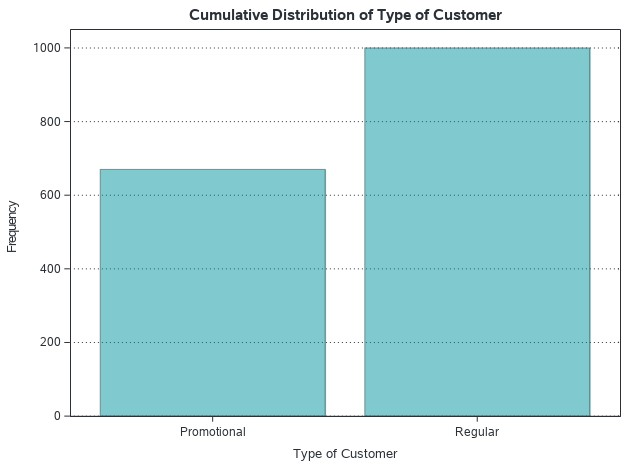 Cumulative Distribution of Type of Customer
1000
800
600
400
200
0
Frequency
Promotional
Regular
Type of Customer